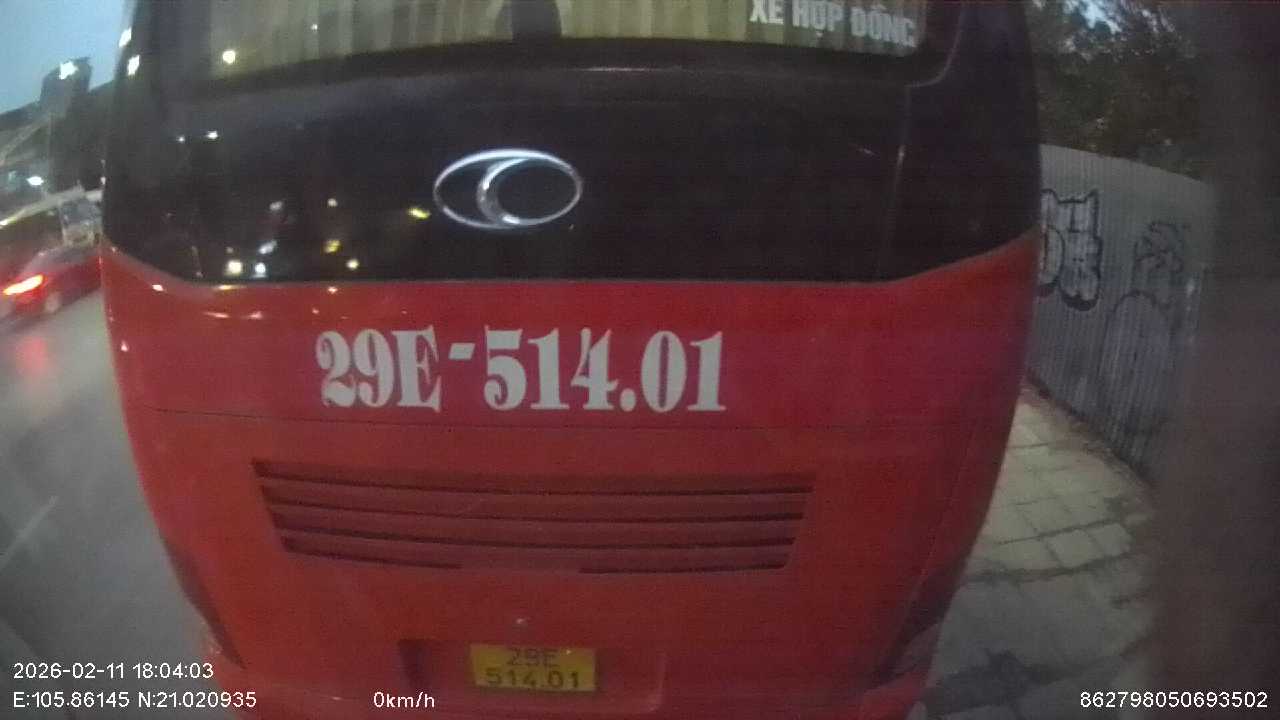 XE HỢP ĐỒNG
29E-514.01
29E
514.01
2026-02-11 18:04:03
E:105.86145 N:21.020935
0km/h
862798050693502